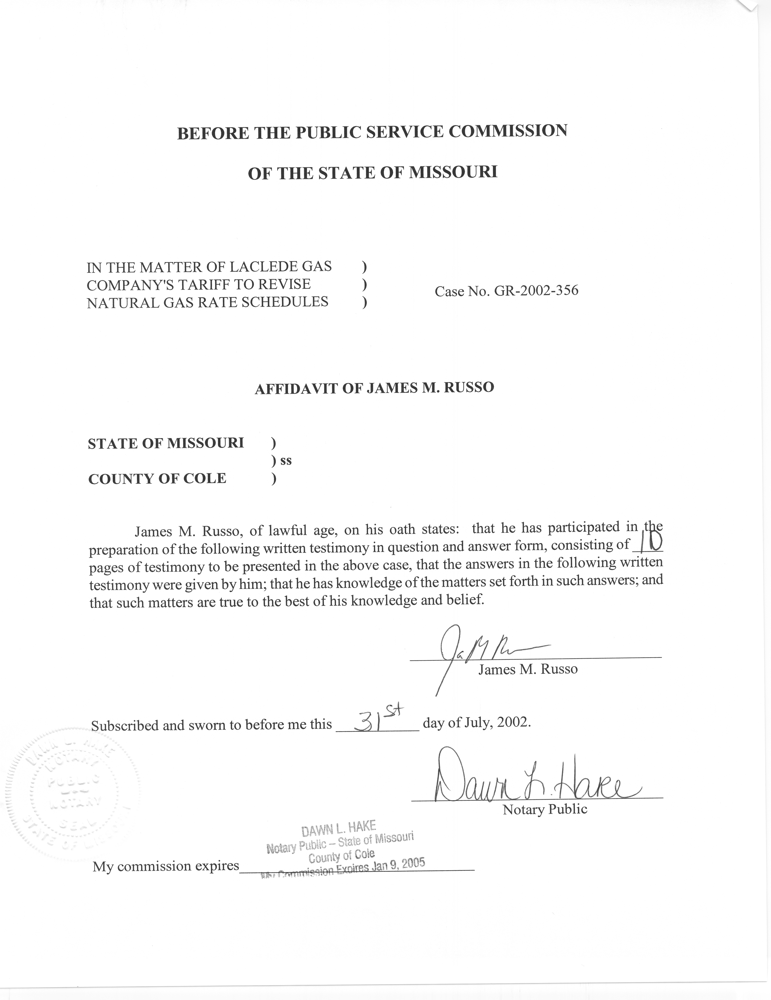 BEFORE THE PUBLIC SERVICE COMMISSION
OF THE STATE OF MISSOURI
IN THE MATTER OF LACLEDE GAS )
COMPANY'S TARIFF TO REVISE )
NATURAL GAS RATE SCHEDULES )
Case No. GR-2002-356
AFFIDAVIT OF JAMES M. RUSSO
STATE OF MISSOURI )
) ss
COUNTY OF COLE )
James M. Russo, of lawful age, on his oath states: that he has participated in the
preparation of the following written testimony in question and answer form, consisting of 10
pages of testimony to be presented in the above case, that the answers in the following written
testimony were given by him; that he has knowledge of the matters set forth in such answers; and
that such matters are true to the best of his knowledge and belief.
Ja M Ru
James M. Russo
Subscribed and sworn to before me this 31st day of July, 2002.
DAWN L. HAKE
NOTARY
PUBLIC
NOTARY
SEAL
STATE OF MISSOURI
Dawn L. Hake
Notary Public
DAWN L. HAKE
Notary Public – State of Missouri
County of Cole
My commission expires
My Commission Expires Jan 9, 2005